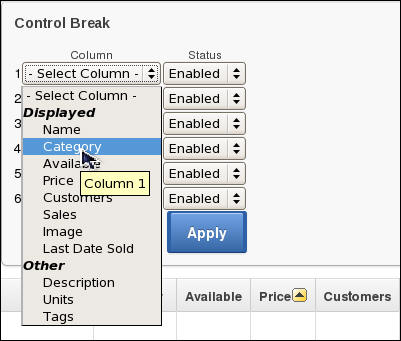 Control Break
Column Status
1 - Select Column - Enabled
- Select Column -
2 Enabled
Displayed
3 Name Enabled
4 Category Enabled
Available
5 Price Enabled
Column 1
6 Customers Enabled
Sales
Image Apply
Last Date Sold
Other
Description
Units
Tags
Available Price Customers